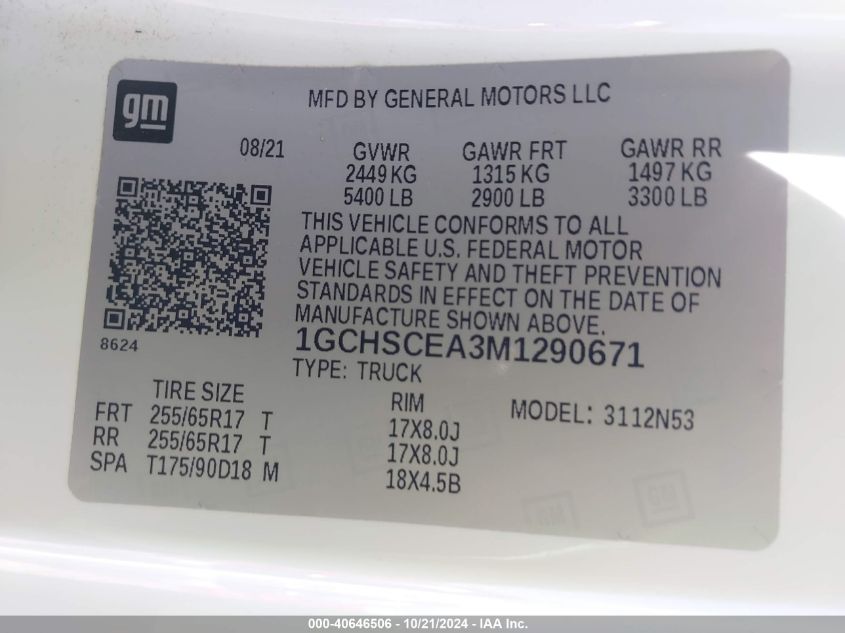 gm
MFD BY GENERAL MOTORS LLC
08/21
GVWR GAWR FRT GAWR RR
2449 KG 1315 KG 1497 KG
5400 LB 2900 LB 3300 LB
THIS VEHICLE CONFORMS TO ALL
APPLICABLE U.S. FEDERAL MOTOR
VEHICLE SAFETY AND THEFT PREVENTION
STANDARDS IN EFFECT ON THE DATE OF
MANUFACTURE SHOWN ABOVE.
8624
1GCHSCEA3M1290671
TYPE: TRUCK
TIRE SIZE RIM MODEL: 3112N53
FRT 255/65R17 T 17X8.0J
RR 255/65R17 T 17X8.0J
SPA T175/90D18 M 18X4.5B
000-40646506 - 10/21/2024 - IAA Inc.